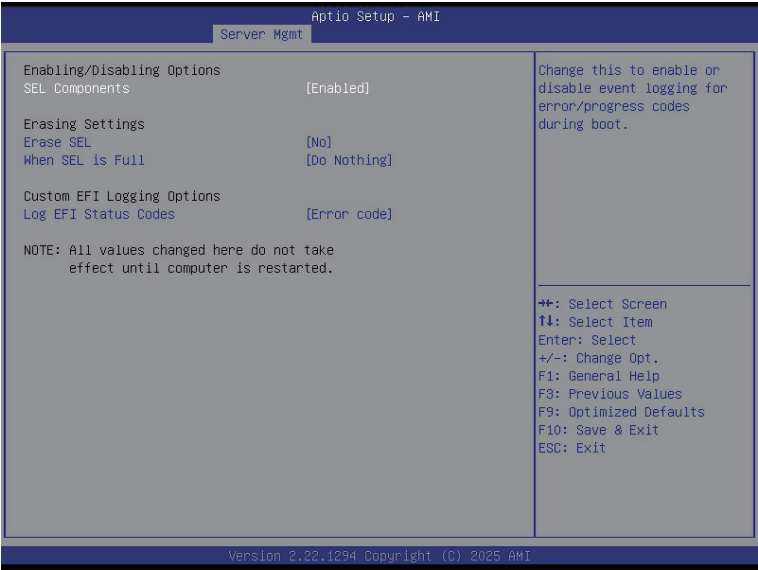 Aptio Setup – AMI
Server Mgmt
Enabling/Disabling Options
SEL Components [Enabled]
Erasing Settings
Erase SEL [No]
When SEL is Full [Do Nothing]
Custom EFI Logging Options
Log EFI Status Codes [Error code]
NOTE: All values changed here do not take
effect until computer is restarted.
Change this to enable or
disable event logging for
error/progress codes
during boot.
→←: Select Screen
↑↓: Select Item
Enter: Select
+/-: Change Opt.
F1: General Help
F3: Previous Values
F9: Optimized Defaults
F10: Save & Exit
ESC: Exit
Version 2.22.1294 Copyright (C) 2025 AMI